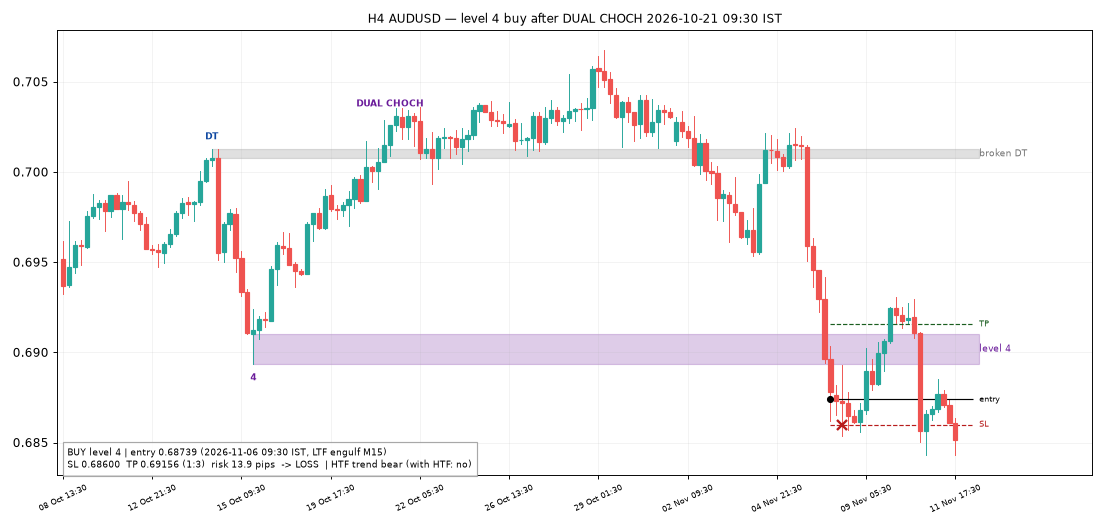 H4 AUDUSD — level 4 buy after DUAL CHOCH 2026-10-21 09:30 IST
0.705
0.700
0.695
0.690
0.685
DT
DUAL CHOCH
broken DT
TP
level 4
4
entry
SL
BUY level 4 | entry 0.68739 (2026-11-06 09:30 IST, LTF engulf M15)
SL 0.68600  TP 0.69156 (1:3)  risk 13.9 pips  -> LOSS  | HTF trend bear (with HTF: no)
08 Oct 13:30
12 Oct 21:30
15 Oct 09:30
19 Oct 17:30
22 Oct 05:30
26 Oct 13:30
29 Oct 01:30
02 Nov 09:30
04 Nov 21:30
09 Nov 05:30
11 Nov 17:30